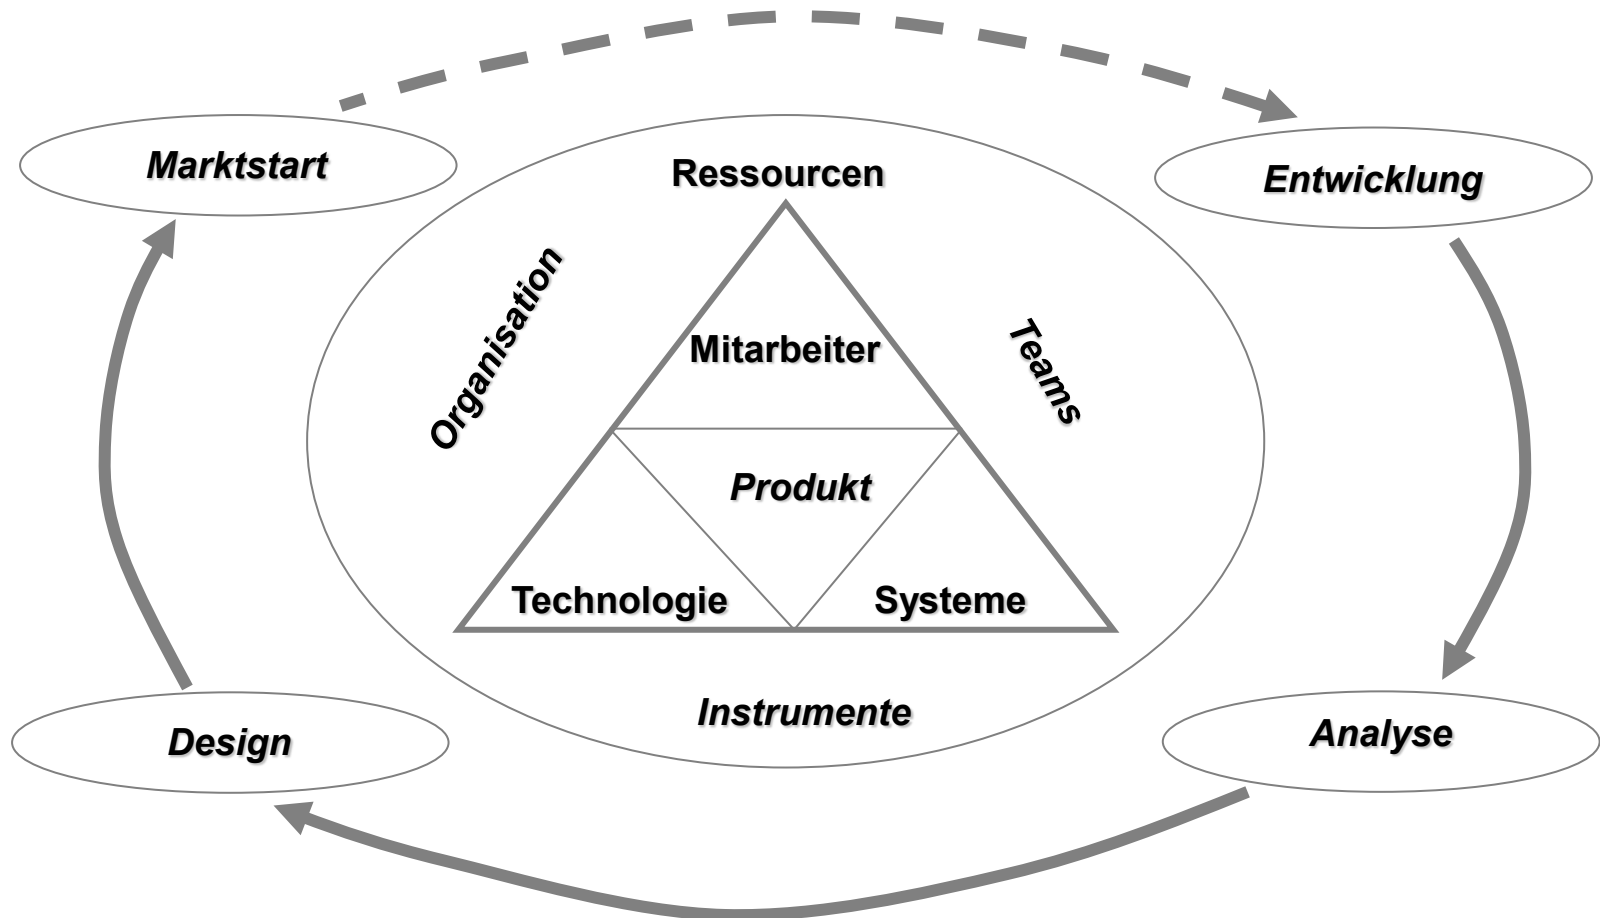 Marktstart
Ressourcen
Entwicklung
Organisation
Teams
Mitarbeiter
Produkt
Technologie
Systeme
Instrumente
Design
Analyse